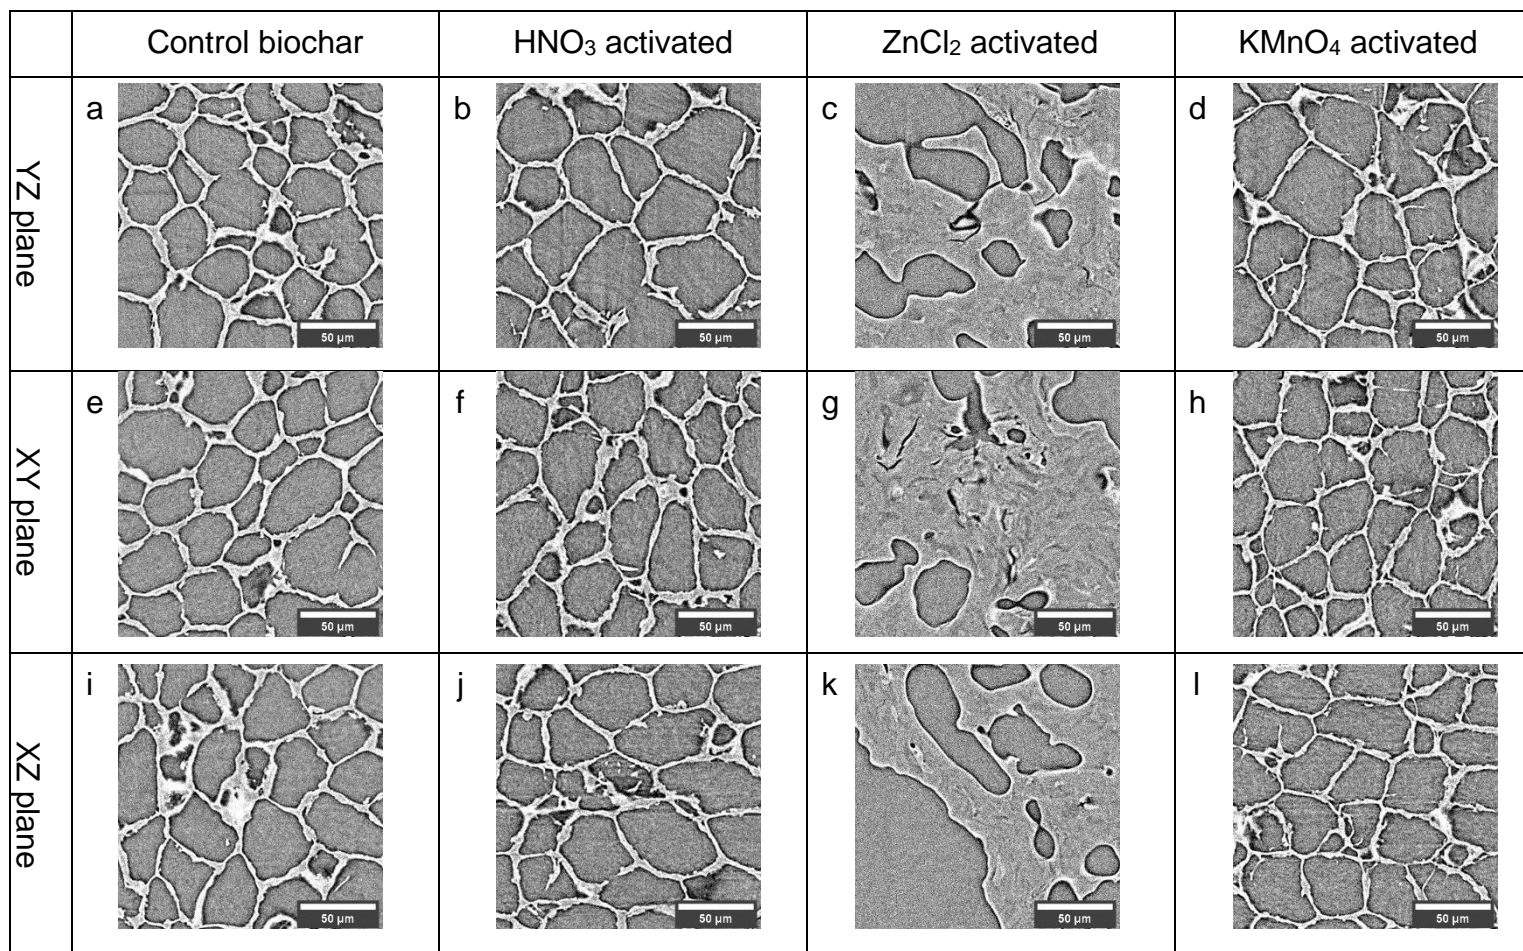 Control biochar
HNO₃ activated
ZnCl₂ activated
KMnO₄ activated
YZ plane
a
50 µm
b
50 µm
c
50 µm
d
50 µm
XY plane
e
50 µm
f
50 µm
g
50 µm
h
50 µm
XZ plane
i
50 µm
j
50 µm
k
50 µm
l
50 µm